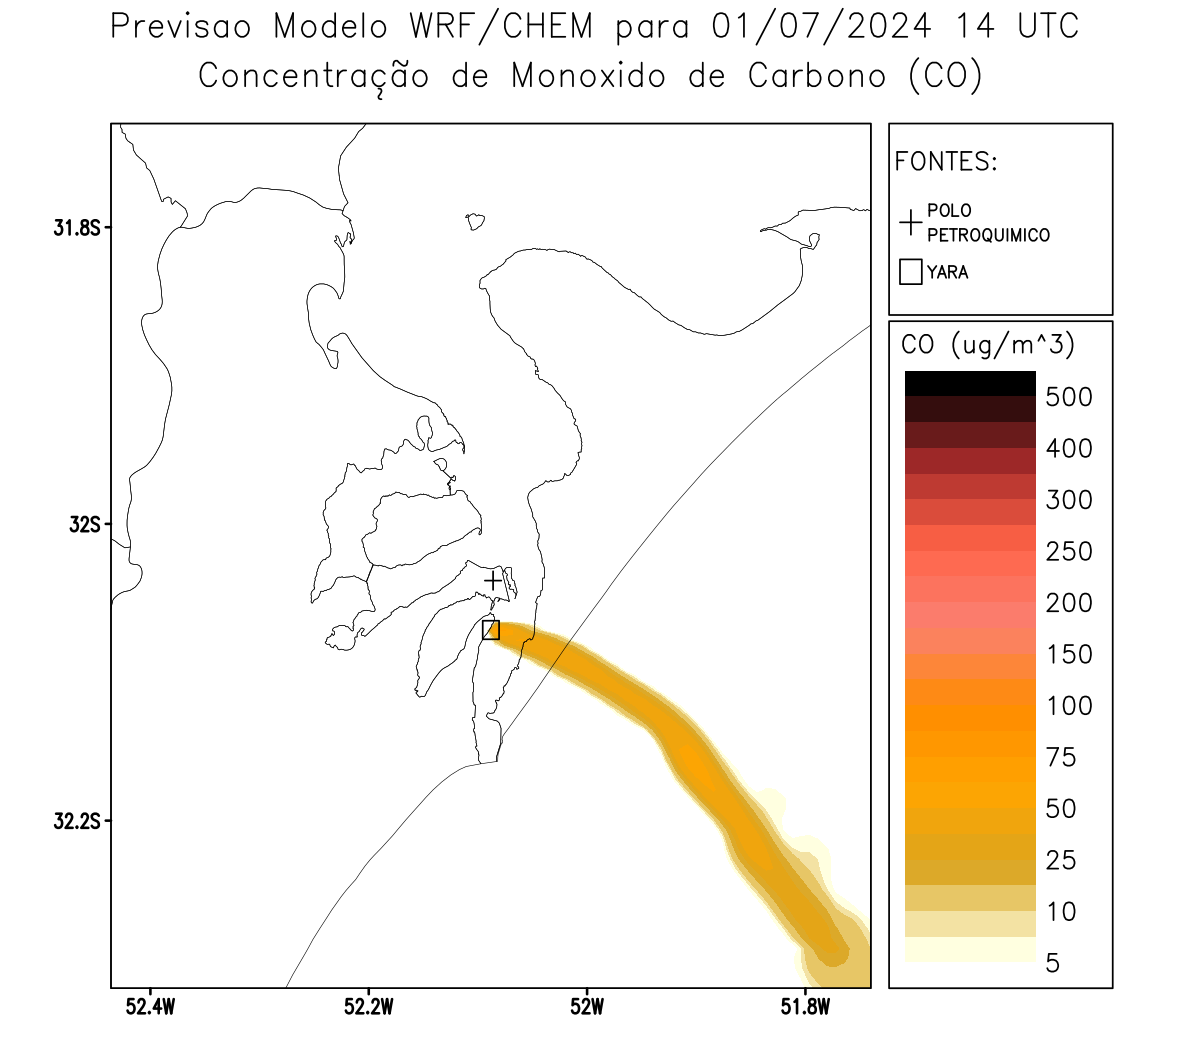 Previsao Modelo WRF/CHEM para 01/07/2024 14 UTC
Concentração de Monoxido de Carbono (CO)
FONTES:
POLO
PETROQUIMICO
YARA
CO (ug/m^3)
500
400
300
250
200
150
100
75
50
25
10
5
31.8S
32S
32.2S
52.4W
52.2W
52W
51.8W